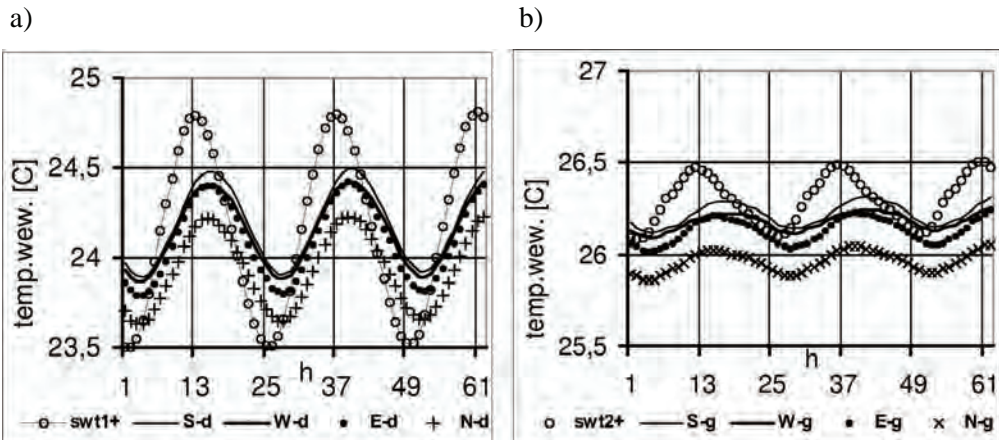 a)
b)
25
24,5
24
23,5
temp.wew. [C]
1 13 25 37 49 61
h
swt1+ S-d W-d E-d N-d
27
26,5
26
25,5
temp.wew. [C]
1 13 25 37 49 61
h
swt2+ S-g W-g E-g N-g